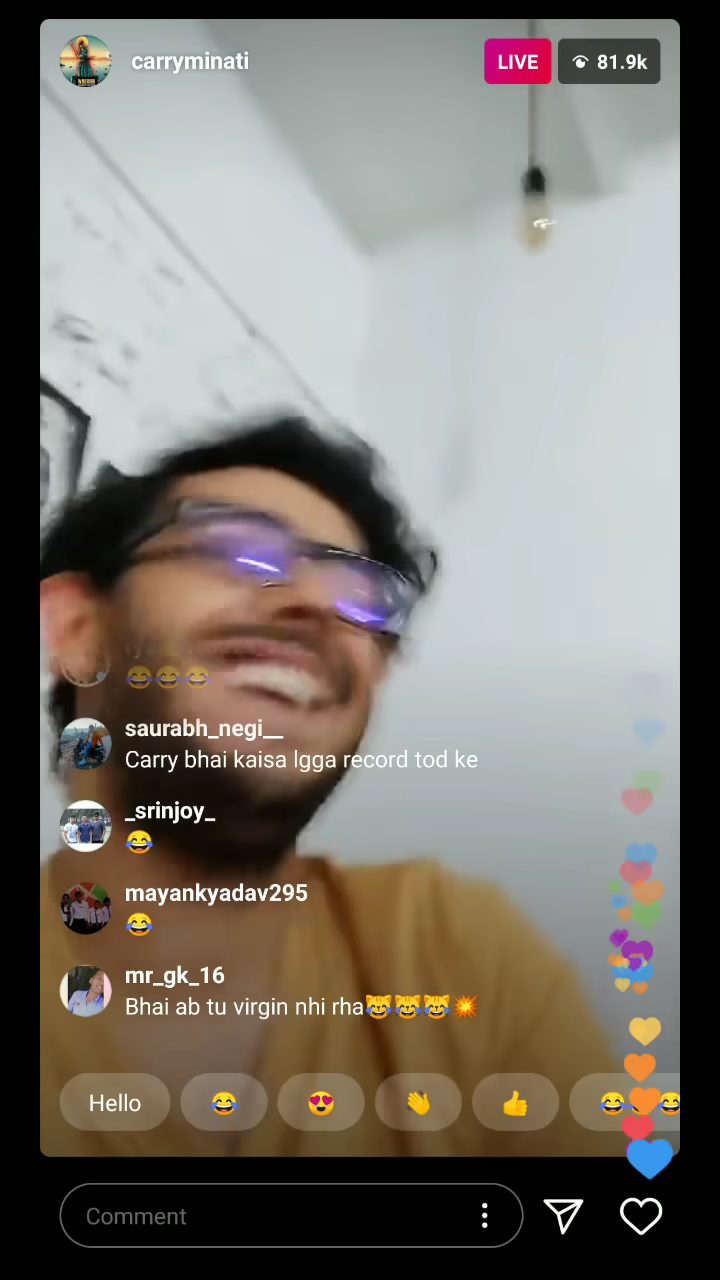 carryminati
LIVE
81.9k
😂😂😂
saurabh_negi__
Carry bhai kaisa lgga record tod ke
_srinjoy_
😂
mayankyadav295
😂
mr_gk_16
Bhai ab tu virgin nhi rha😹😹😹💥
Hello 😂 😍 👋 👍 😂😂😂
Comment